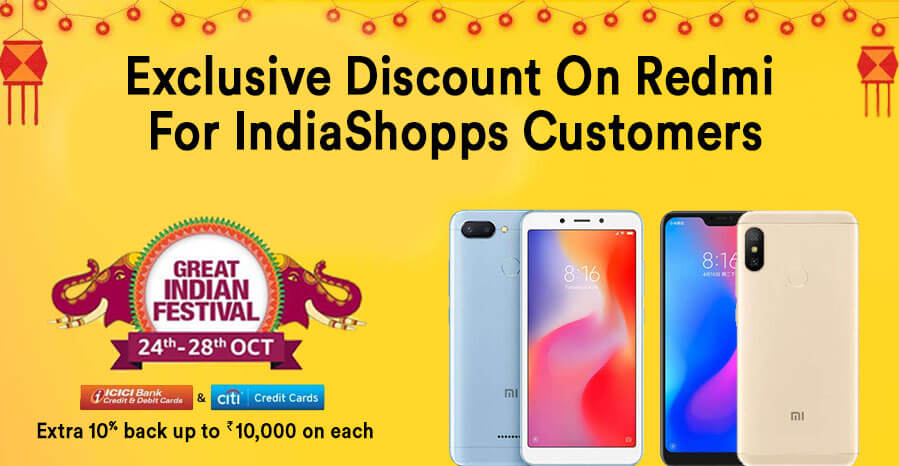 Exclusive Discount On Redmi
For IndiaShopps Customers
GREAT
INDIAN
FESTIVAL
24th-28th OCT
ICICI Bank
Credit & Debit Cards
&
citi Credit Cards
Extra 10% back up to ₹10,000 on each
8:16
8:16
mi
mi